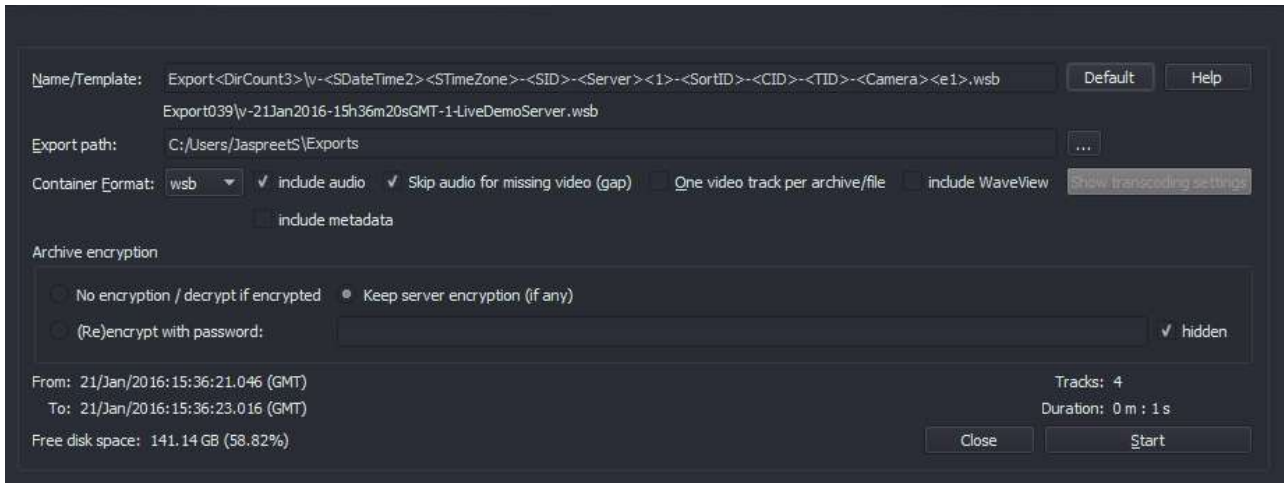 Name/Template: Export<DirCount3>\v-<SDateTime2><STimeZone>-<SID>-<Server><1>-<SortID>-<CID>-<TID>-<Camera><e1>.wsb Default Help
Export039\v-21Jan2016-15h36m20sGMT-1-LiveDemoServer.wsb
Export path: C:/Users/JaspreetS\Exports ...
Container Format: wsb include audio Skip audio for missing video (gap) One video track per archive/file include WaveView Show transcoding settings
include metadata
Archive encryption
No encryption / decrypt if encrypted Keep server encryption (if any)
(Re)encrypt with password: hidden
From: 21/Jan/2016:15:36:21.046 (GMT) Tracks: 4
To: 21/Jan/2016:15:36:23.016 (GMT) Duration: 0 m : 1 s
Free disk space: 141.14 GB (58.82%) Close Start